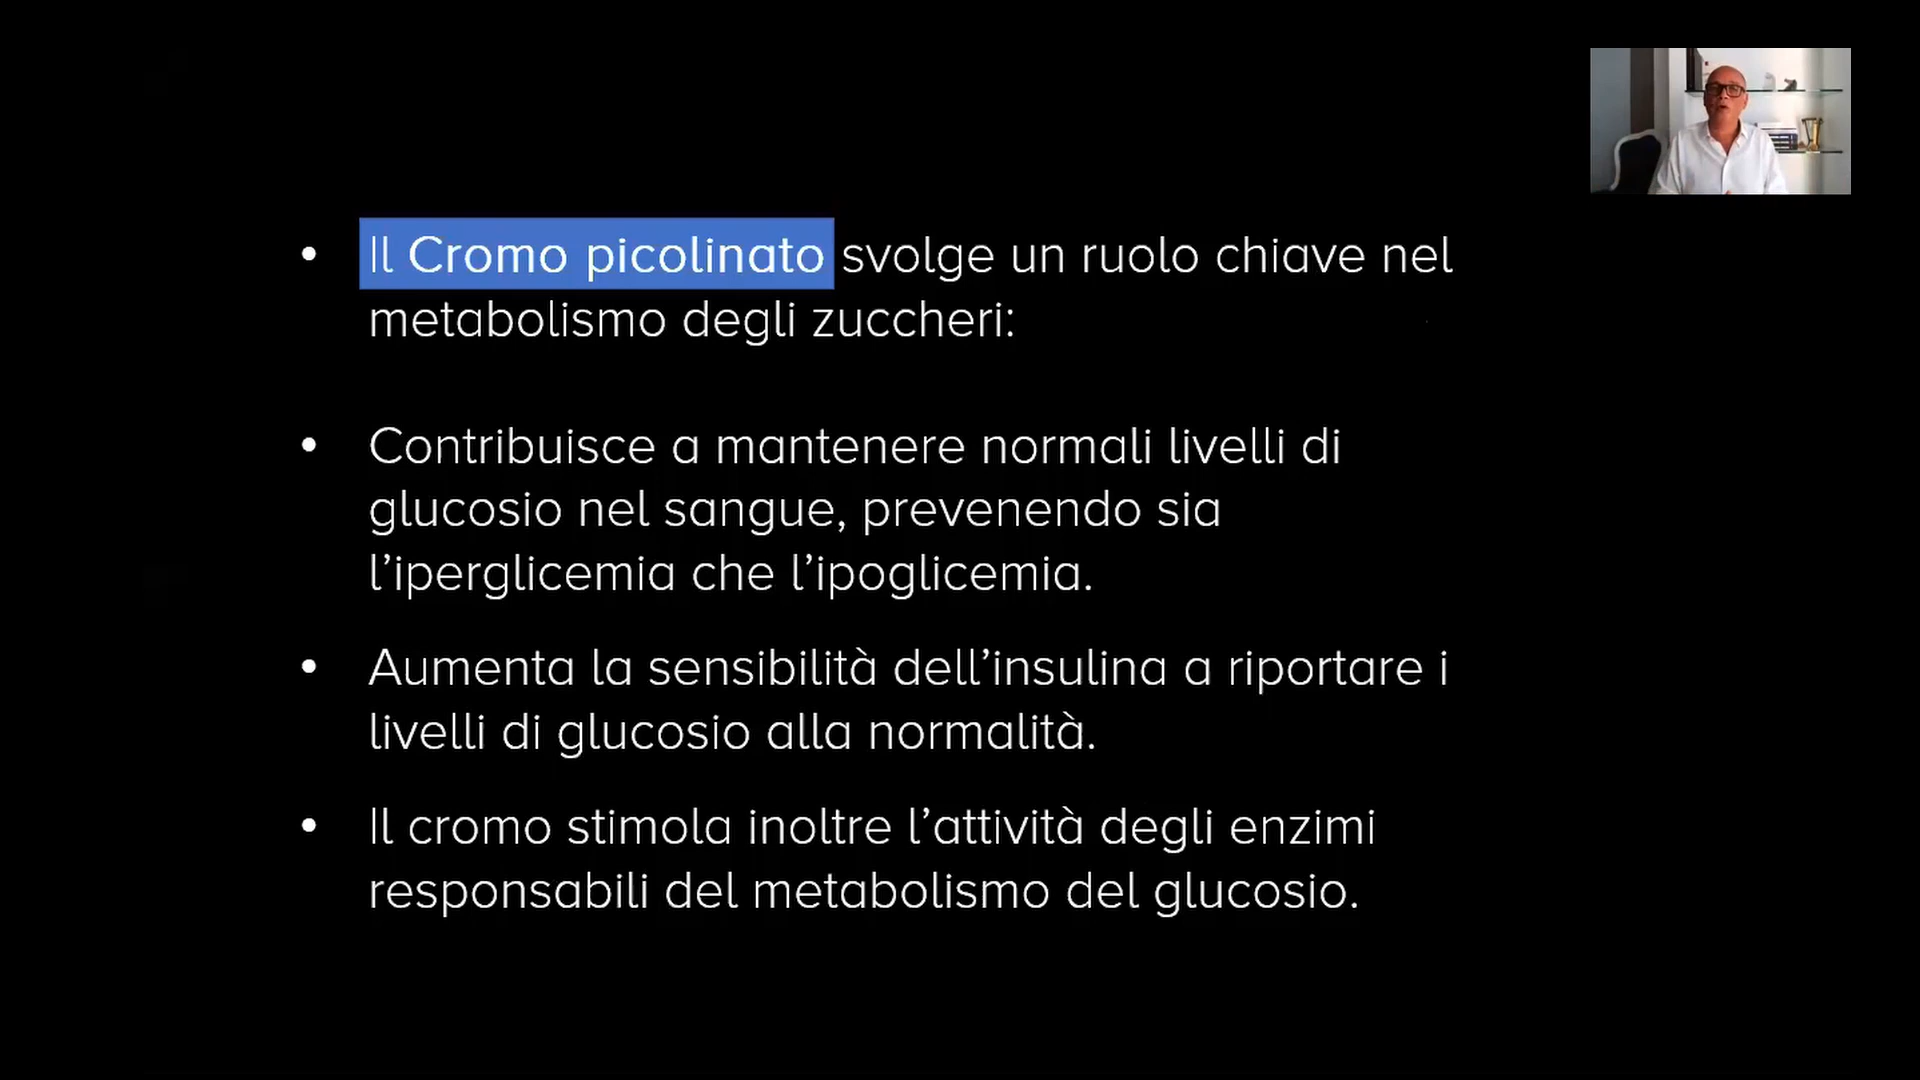 • Il Cromo picolinato svolge un ruolo chiave nel
metabolismo degli zuccheri:
• Contribuisce a mantenere normali livelli di
glucosio nel sangue, prevenendo sia
l’iperglicemia che l’ipoglicemia.
• Aumenta la sensibilità dell’insulina a riportare i
livelli di glucosio alla normalità.
• Il cromo stimola inoltre l’attività degli enzimi
responsabili del metabolismo del glucosio.